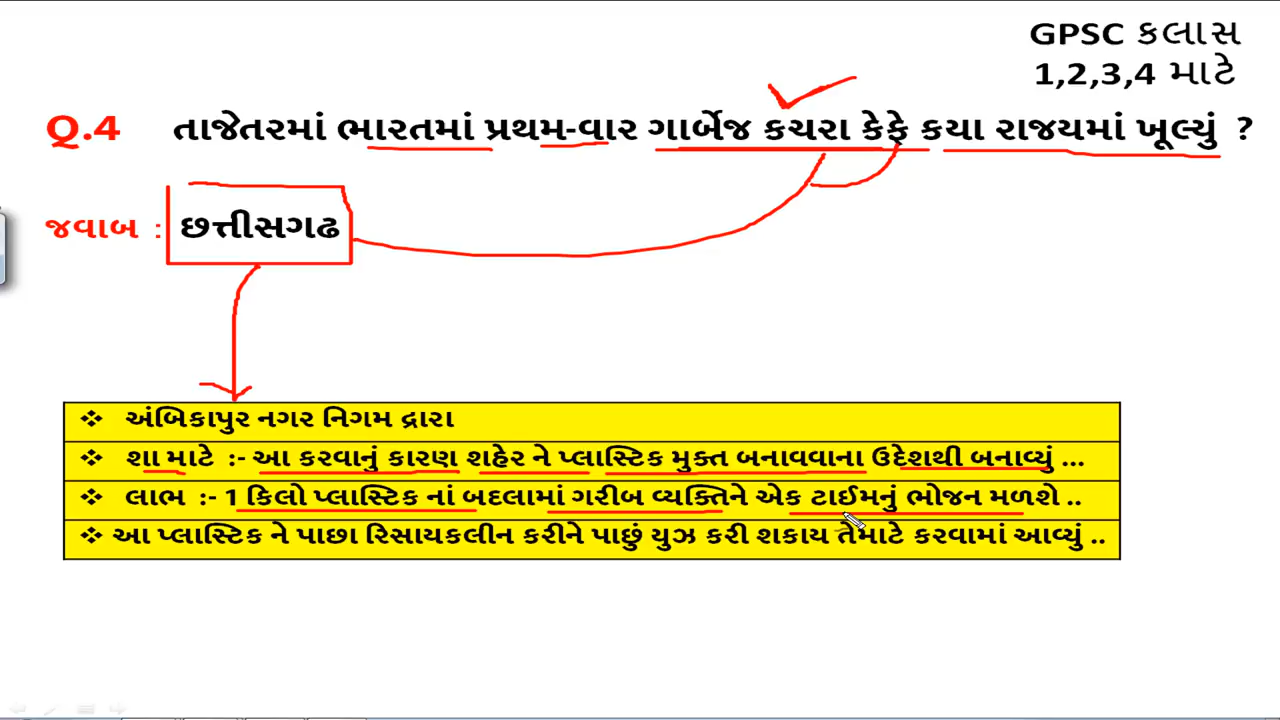 GPSC કલાસ
1,2,3,4 માટે
Q.4 તાજેતરમાં ભારતમાં પ્રથમ-વાર ગાર્બેજ કચરા કેફે કયા રાજયમાં ખૂલ્યું ?
જવાબ : છત્તીસગઢ
❖ અંબિકાપુર નગર નિગમ દ્રારા
❖ શા માટે :- આ કરવાનું કારણ શહેર ને પ્લાસ્ટિક મુક્ત બનાવવાના ઉદેશથી બનાવ્યું ...
❖ લાભ :- 1 કિલો પ્લાસ્ટિક નાં બદલામાં ગરીબ વ્યક્તિને એક ટાઈમનું ભોજન મળશે ..
❖ આ પ્લાસ્ટિક ને પાછા રિસાયકલીન કરીને પાછું યુઝ કરી શકાય તેમાટે કરવામાં આવ્યું ..